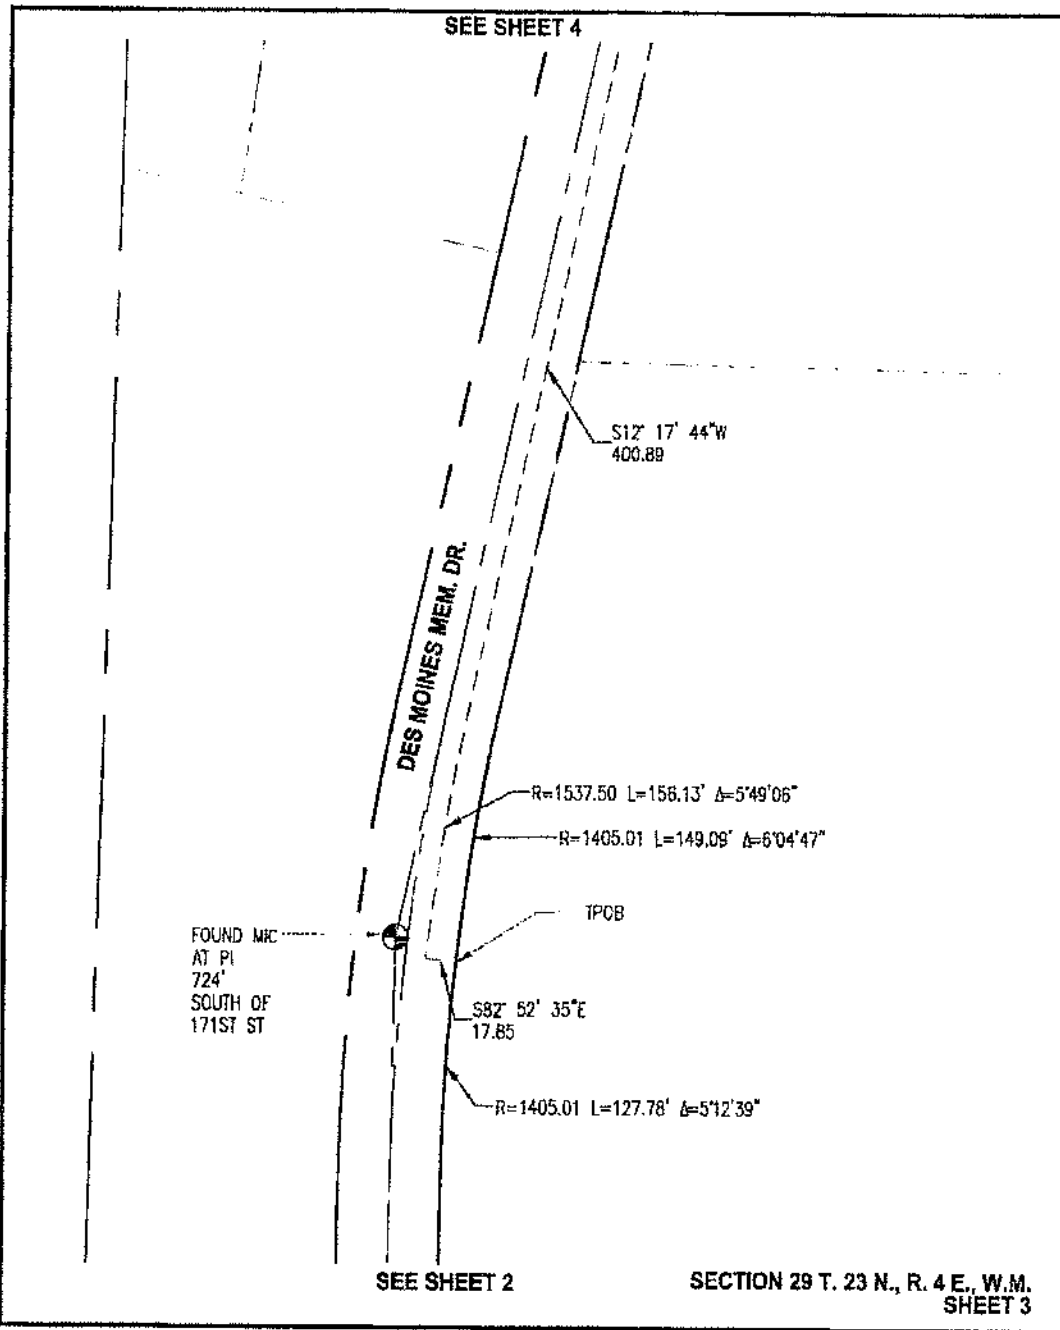 SEE SHEET 4
S12° 17' 44"W
400.89
DES MOINES MEM. DR.
R=1537.50 L=156.13' Δ=5°49'06"
R=1405.01 L=149.09' Δ=6°04'47"
TPOB
FOUND MIC
AT PI
724'
SOUTH OF
171ST ST
S82° 52' 35"E
17.85
R=1405.01 L=127.78' Δ=5°12'39"
SEE SHEET 2
SECTION 29 T. 23 N., R. 4 E., W.M.
SHEET 3